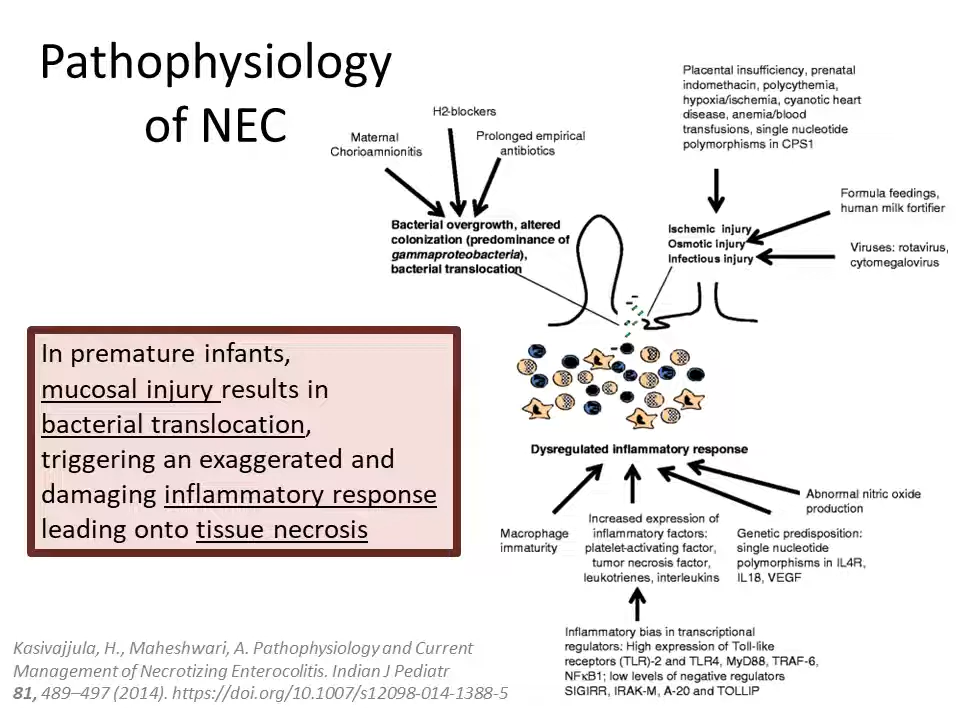 Pathophysiology
of NEC
H2-blockers
Maternal
Chorioamnionitis
Prolonged empirical
antibiotics
Bacterial overgrowth, altered
colonization (predominance of
gammaproteobacteria),
bacterial translocation
Placental insufficiency, prenatal
indomethacin, polycythemia,
hypoxia/ischemia, cyanotic heart
disease, anemia/blood
transfusions, single nucleotide
polymorphisms in CPS1
Ischemic injury
Osmotic injury
Infectious injury
Formula feedings,
human milk fortifier
Viruses: rotavirus,
cytomegalovirus
In premature infants,
mucosal injury results in
bacterial translocation,
triggering an exaggerated and
damaging inflammatory response
leading onto tissue necrosis
Dysregulated inflammatory response
Macrophage
immaturity
Increased expression of
inflammatory factors:
platelet-activating factor,
tumor necrosis factor,
leukotrienes, interleukins
Genetic predisposition:
single nucleotide
polymorphisms in IL4R,
IL18, VEGF
Abnormal nitric oxide
production
Inflammatory bias in transcriptional
regulators: High expression of Toll-like
receptors (TLR)-2 and TLR4, MyD88, TRAF-6,
NFκB1; low levels of negative regulators
SIGIRR, IRAK-M, A-20 and TOLLIP
Kasivajjula, H., Maheshwari, A. Pathophysiology and Current
Management of Necrotizing Enterocolitis. Indian J Pediatr
81, 489–497 (2014). https://doi.org/10.1007/s12098-014-1388-5